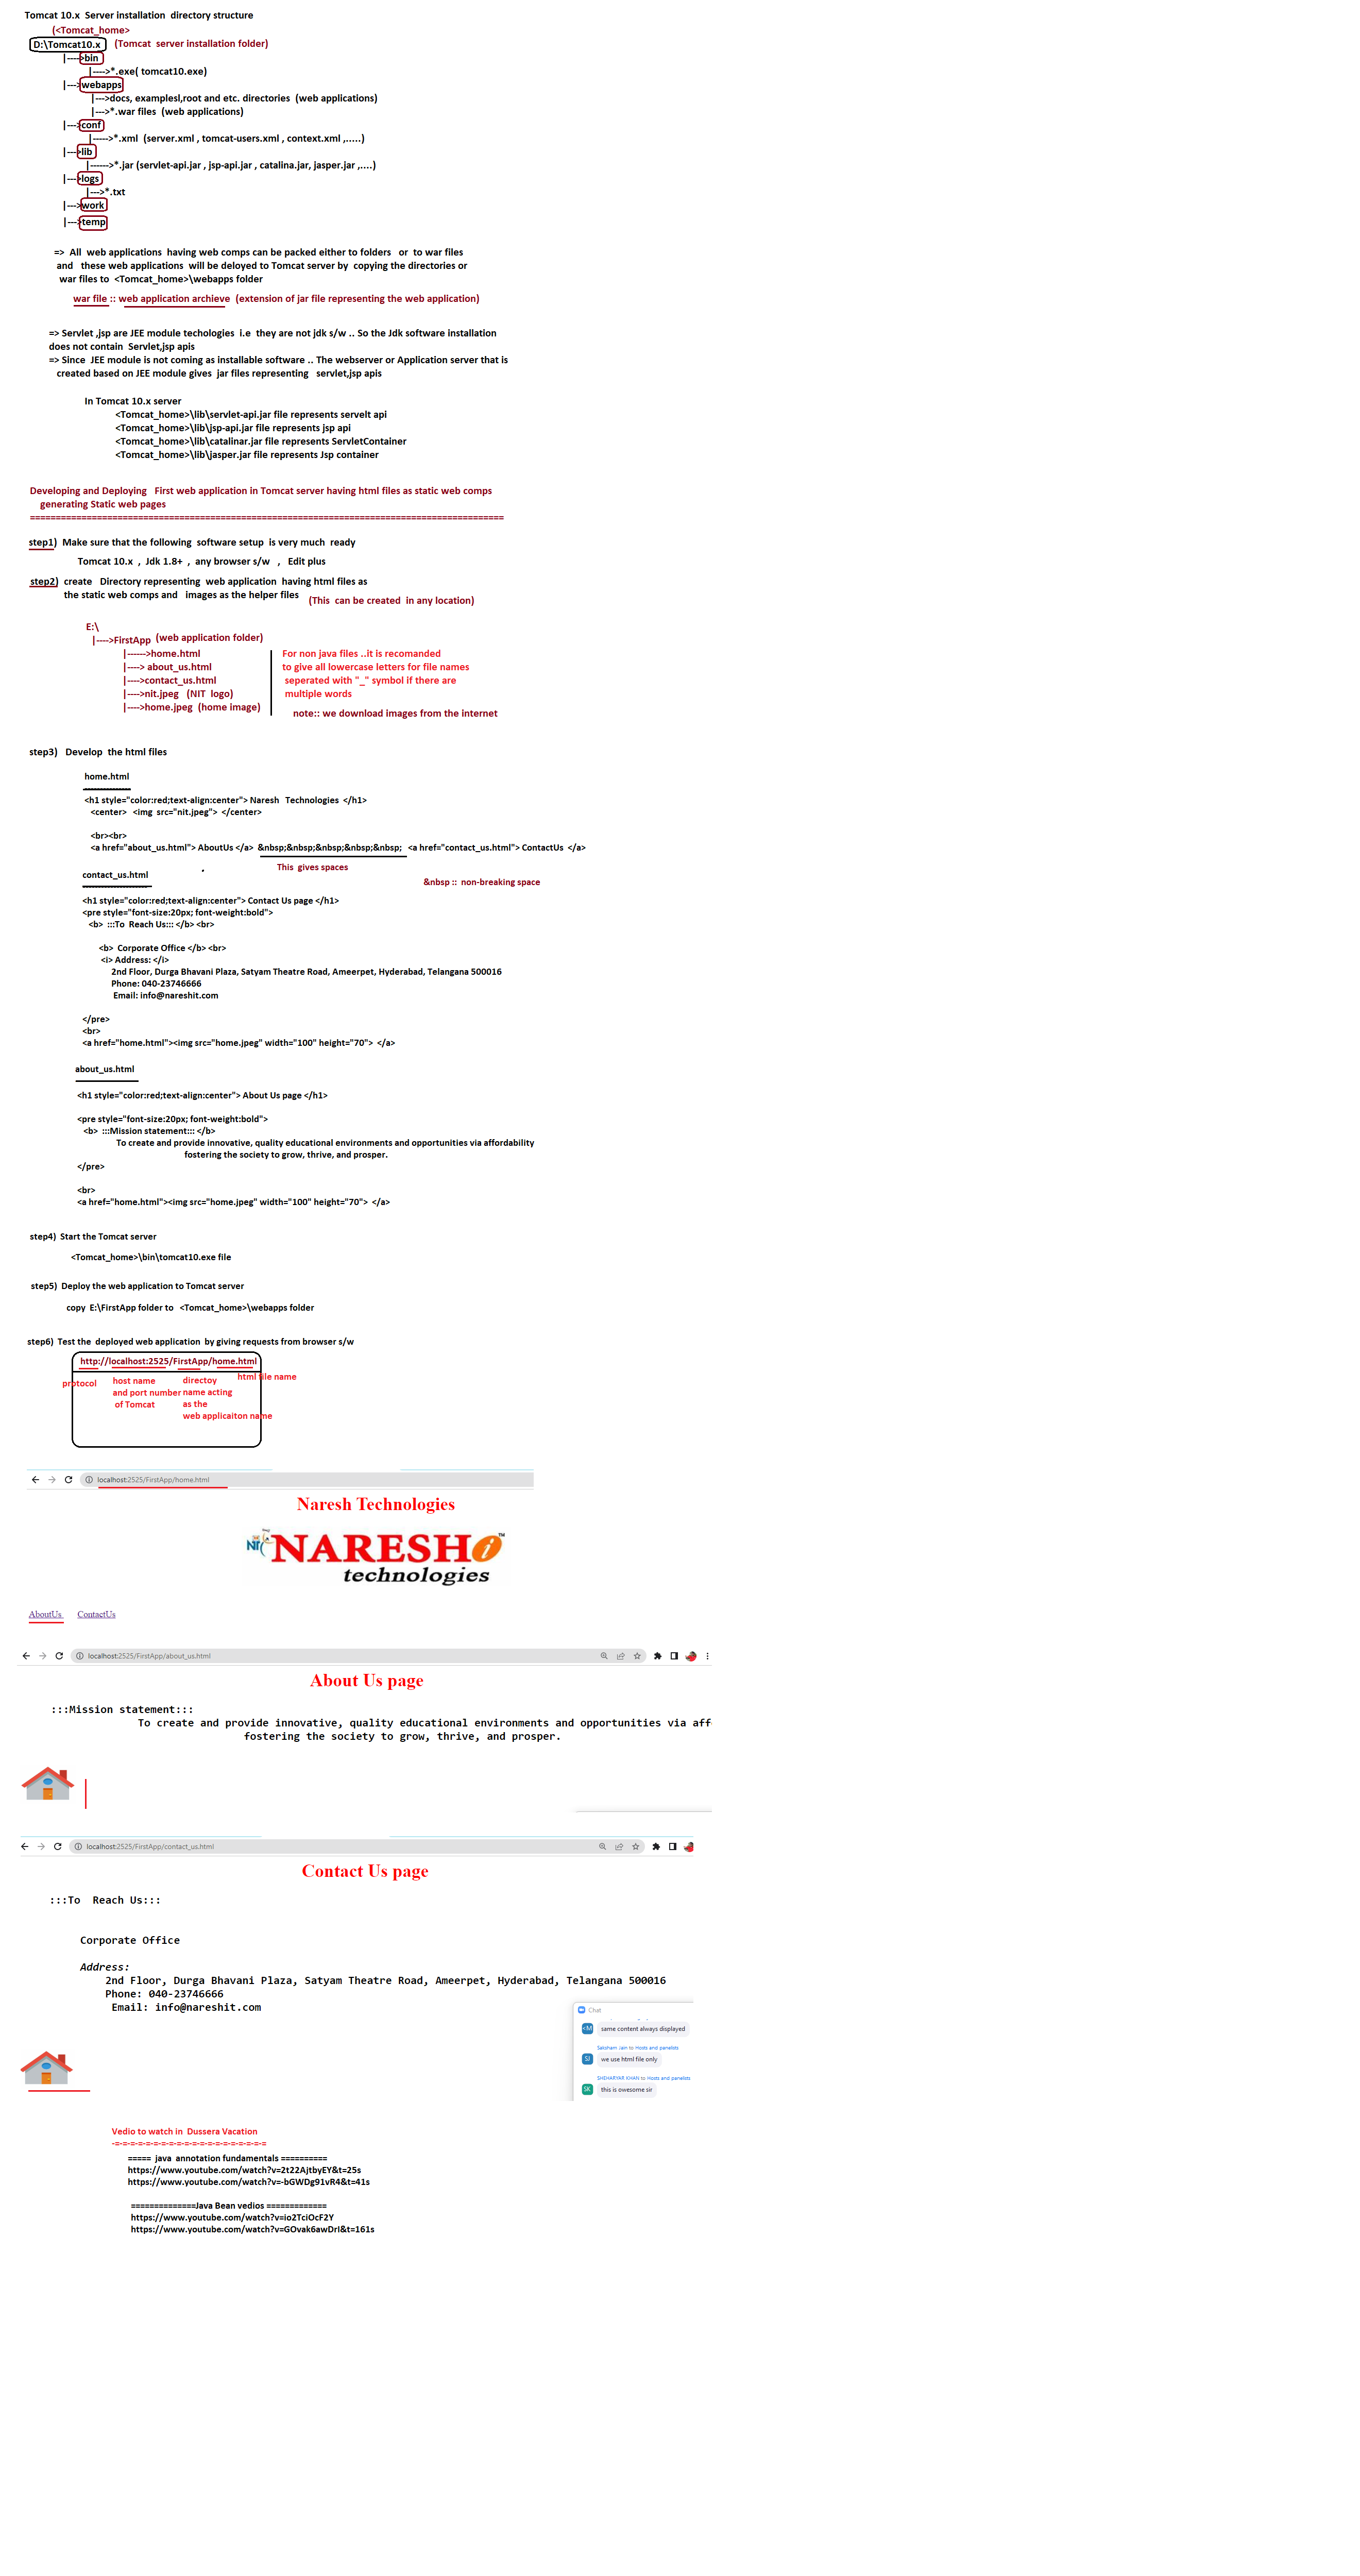 Tomcat 10.x  Server installation  directory structure
(<Tomcat_home>
D:\Tomcat10.x   (Tomcat  server installation folder)
|---->bin
|---->*.exe( tomcat10.exe)
|--->webapps
|--->docs, examplesl,root and etc. directories  (web applications)
|--->*.war files  (web applications)
|--->conf
|----->*.xml  (server.xml , tomcat-users.xml , context.xml ,.....)
|--->lib
|------>*.jar (servlet-api.jar , jsp-api.jar , catalina.jar, jasper.jar ,....)
|--->logs
|--->*.txt
|--->work
|--->temp
=>  All  web applications  having web comps can be packed either to folders   or  to war files
and   these web applications  will be deloyed to Tomcat server by  copying the directories or
war files to  <Tomcat_home>\webapps folder
war file :: web application archieve  (extension of jar file representing the web application)
=> Servlet ,jsp are JEE module techologies  i.e  they are not jdk s/w .. So the Jdk software installation
does not contain  Servlet,jsp apis
=> Since  JEE module is not coming as installable software .. The webserver or Application server that is
created based on JEE module gives  jar files representing   servlet,jsp apis
In Tomcat 10.x server
<Tomcat_home>\lib\servlet-api.jar file represents servelt api
<Tomcat_home>\lib\jsp-api.jar file represents jsp api
<Tomcat_home>\lib\catalinar.jar file represents ServletContainer
<Tomcat_home>\lib\jasper.jar file represents Jsp container
Developing and Deploying   First web application in Tomcat server having html files as static web comps
generating Static web pages
==========================================================================================
step1)  Make sure that the following  software setup  is very much  ready
Tomcat 10.x  ,  Jdk 1.8+  ,  any browser s/w   ,   Edit plus
step2)  create   Directory representing  web application  having html files as
the static web comps and   images as the helper files   (This  can be created  in any location)
E:\
|---->FirstApp  (web application folder)
|------>home.html
|----> about_us.html
|---->contact_us.html
|---->nit.jpeg   (NIT  logo)
|---->home.jpeg  (home image)
For non java files ..it is recomanded
to give all lowercase letters for file names
seperated with "_" symbol if there are
multiple words
note:: we download images from the internet
step3)   Develop  the html files
home.html
----------------
<h1 style="color:red;text-align:center"> Naresh   Technologies  </h1>
<center>   <img  src="nit.jpeg">  </center>
<br><br>
<a href="about_us.html"> AboutUs </a>  &nbsp;&nbsp;&nbsp;&nbsp;&nbsp;   <a href="contact_us.html"> ContactUs  </a>
This  gives spaces
&nbsp ::  non-breaking space
contact_us.html
----------------------
<h1 style="color:red;text-align:center"> Contact Us page </h1>
<pre style="font-size:20px; font-weight:bold">
<b>  :::To  Reach Us::: </b> <br>
<b>  Corporate Office </b> <br>
<i> Address: </i>
2nd Floor, Durga Bhavani Plaza, Satyam Theatre Road, Ameerpet, Hyderabad, Telangana 500016
Phone: 040-23746666
Email: info@nareshit.com
</pre>
<br>
<a href="home.html"><img src="home.jpeg" width="100" height="70">  </a>
about_us.html
<h1 style="color:red;text-align:center"> About Us page </h1>
<pre style="font-size:20px; font-weight:bold">
<b>  :::Mission statement::: </b>
To create and provide innovative, quality educational environments and opportunities via affordability
fostering the society to grow, thrive, and prosper.
</pre>
<br>
<a href="home.html"><img src="home.jpeg" width="100" height="70">  </a>
step4)  Start the Tomcat server
<Tomcat_home>\bin\tomcat10.exe file
step5)  Deploy the web application to Tomcat server
copy  E:\FirstApp folder to   <Tomcat_home>\webapps folder
step6)  Test the  deployed web application  by giving requests from browser s/w
http://localhost:2525/FirstApp/home.html
protocol
host name
and port number
of Tomcat
directoy
name acting
as the
web applicaiton name
html file name
localhost:2525/FirstApp/home.html
Naresh Technologies
NTC NARESH i ™
technologies
AboutUs   ContactUs
localhost:2525/FirstApp/about_us.html
About Us page
:::Mission statement:::
To create and provide innovative, quality educational environments and opportunities via aff
fostering the society to grow, thrive, and prosper.
localhost:2525/FirstApp/contact_us.html
Contact Us page
:::To  Reach Us:::
Corporate Office
Address:
2nd Floor, Durga Bhavani Plaza, Satyam Theatre Road, Ameerpet, Hyderabad, Telangana 500016
Phone: 040-23746666
Email: info@nareshit.com
Chat
<M same content always displayed
Saksham Jain to Hosts and panelists
SJ we use html file only
SHEHARYAR KHAN to Hosts and panelists
SK this is owesome sir
Vedio to watch in  Dussera Vacation
-=-=-=-=-=-=-=-=-=-=-=-=-=-=-=-=-=-=-=-=
=====  java  annotation fundamentals ==========
https://www.youtube.com/watch?v=2t22AjtbyEY&t=25s
https://www.youtube.com/watch?v=-bGWDg91vR4&t=41s
==============Java Bean vedios =============
https://www.youtube.com/watch?v=io2TciOcF2Y
https://www.youtube.com/watch?v=GOvak6awDrI&t=161s